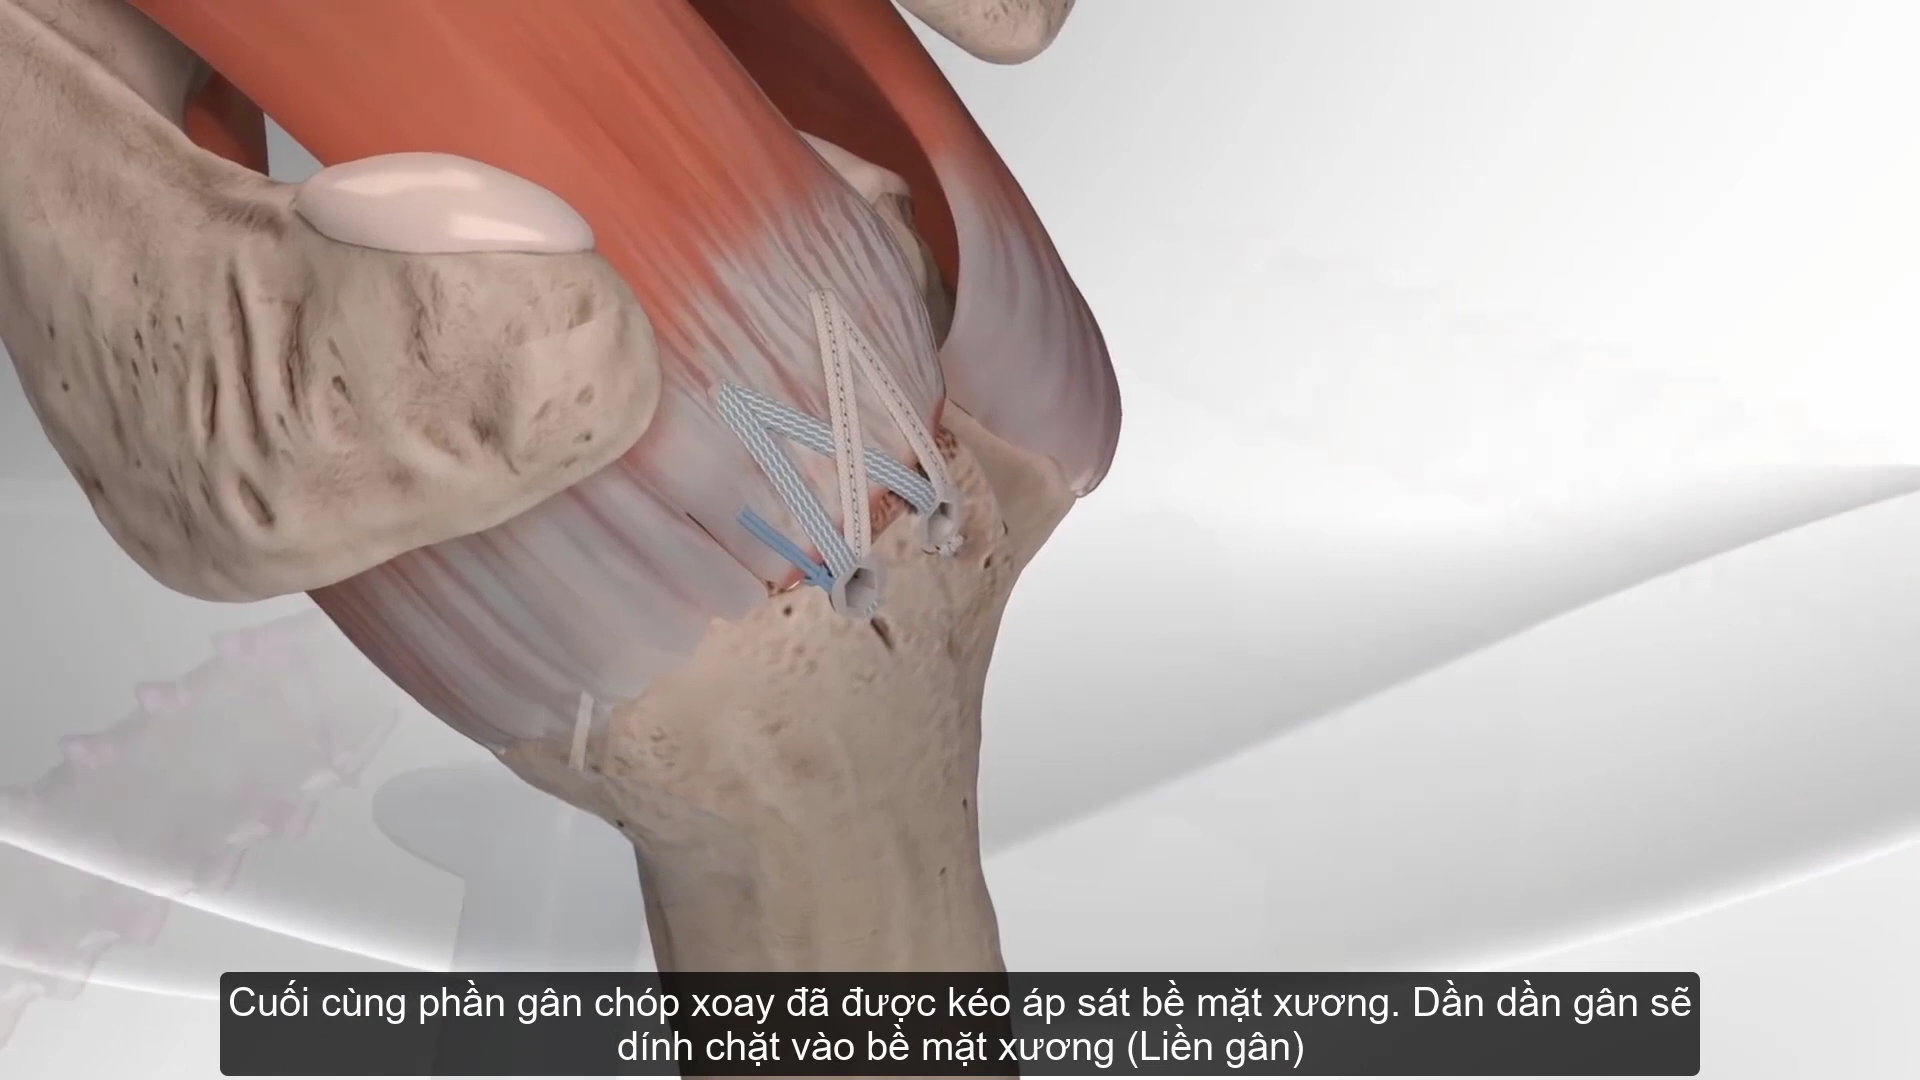 Cuối cùng phần gân chóp xoay đã được kéo áp sát bề mặt xương. Dần dần gân sẽ
dính chặt vào bề mặt xương (Liền gân)